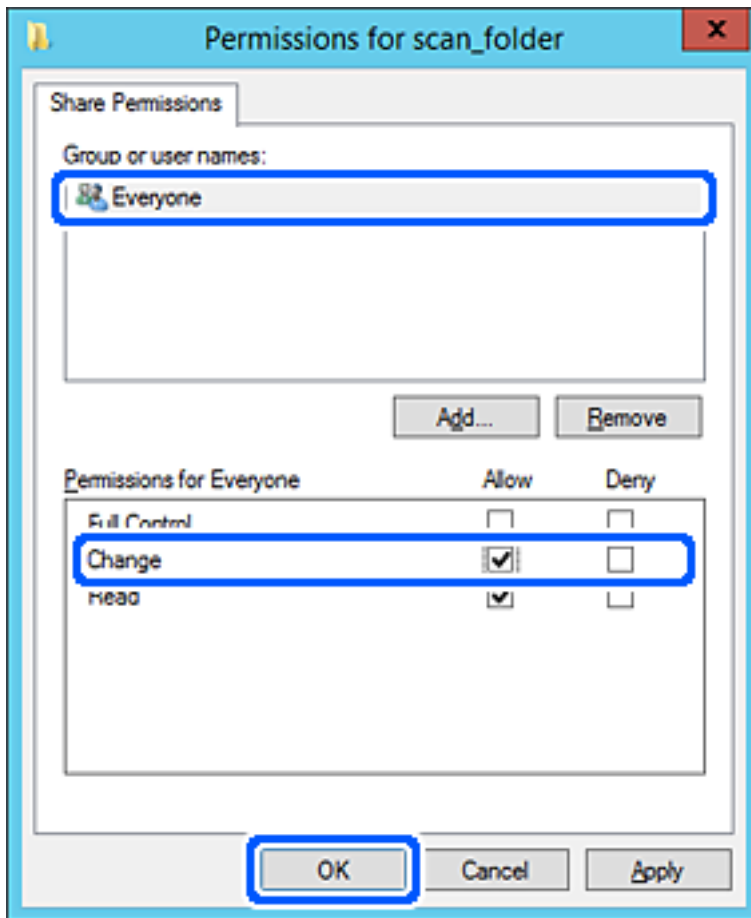 Permissions for scan_folder
Share Permissions
Group or user names:
Everyone
Add... Remove
Permissions for Everyone Allow Deny
Full Control
Change
Read
OK Cancel Apply